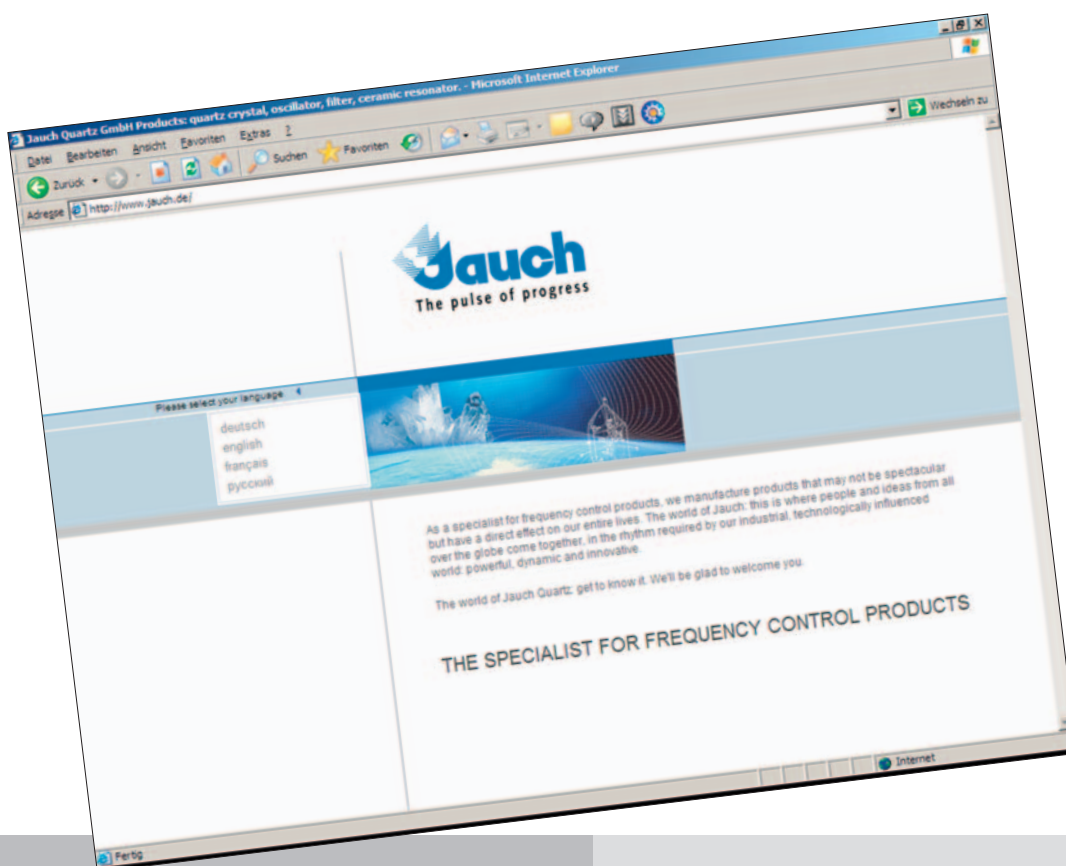 Jauch Quartz GmbH Products: quartz crystal, oscillator, filter, ceramic resonator. - Microsoft Internet Explorer
Datei Bearbeiten Ansicht Favoriten Extras ?
Zurück Suchen Favoriten
Adresse http://www.jauch.de/ Wechseln zu
Jauch
The pulse of progress
Please select your language
deutsch
english
français
русский
As a specialist for frequency control products, we manufacture products that may not be spectacular
but have a direct effect on our entire lives. The world of Jauch: this is where people and ideas from all
over the globe come together, in the rhythm required by our industrial, technologically influenced
world: powerful, dynamic and innovative.
The world of Jauch Quartz: get to know it. We'll be glad to welcome you.
THE SPECIALIST FOR FREQUENCY CONTROL PRODUCTS
Fertig Internet